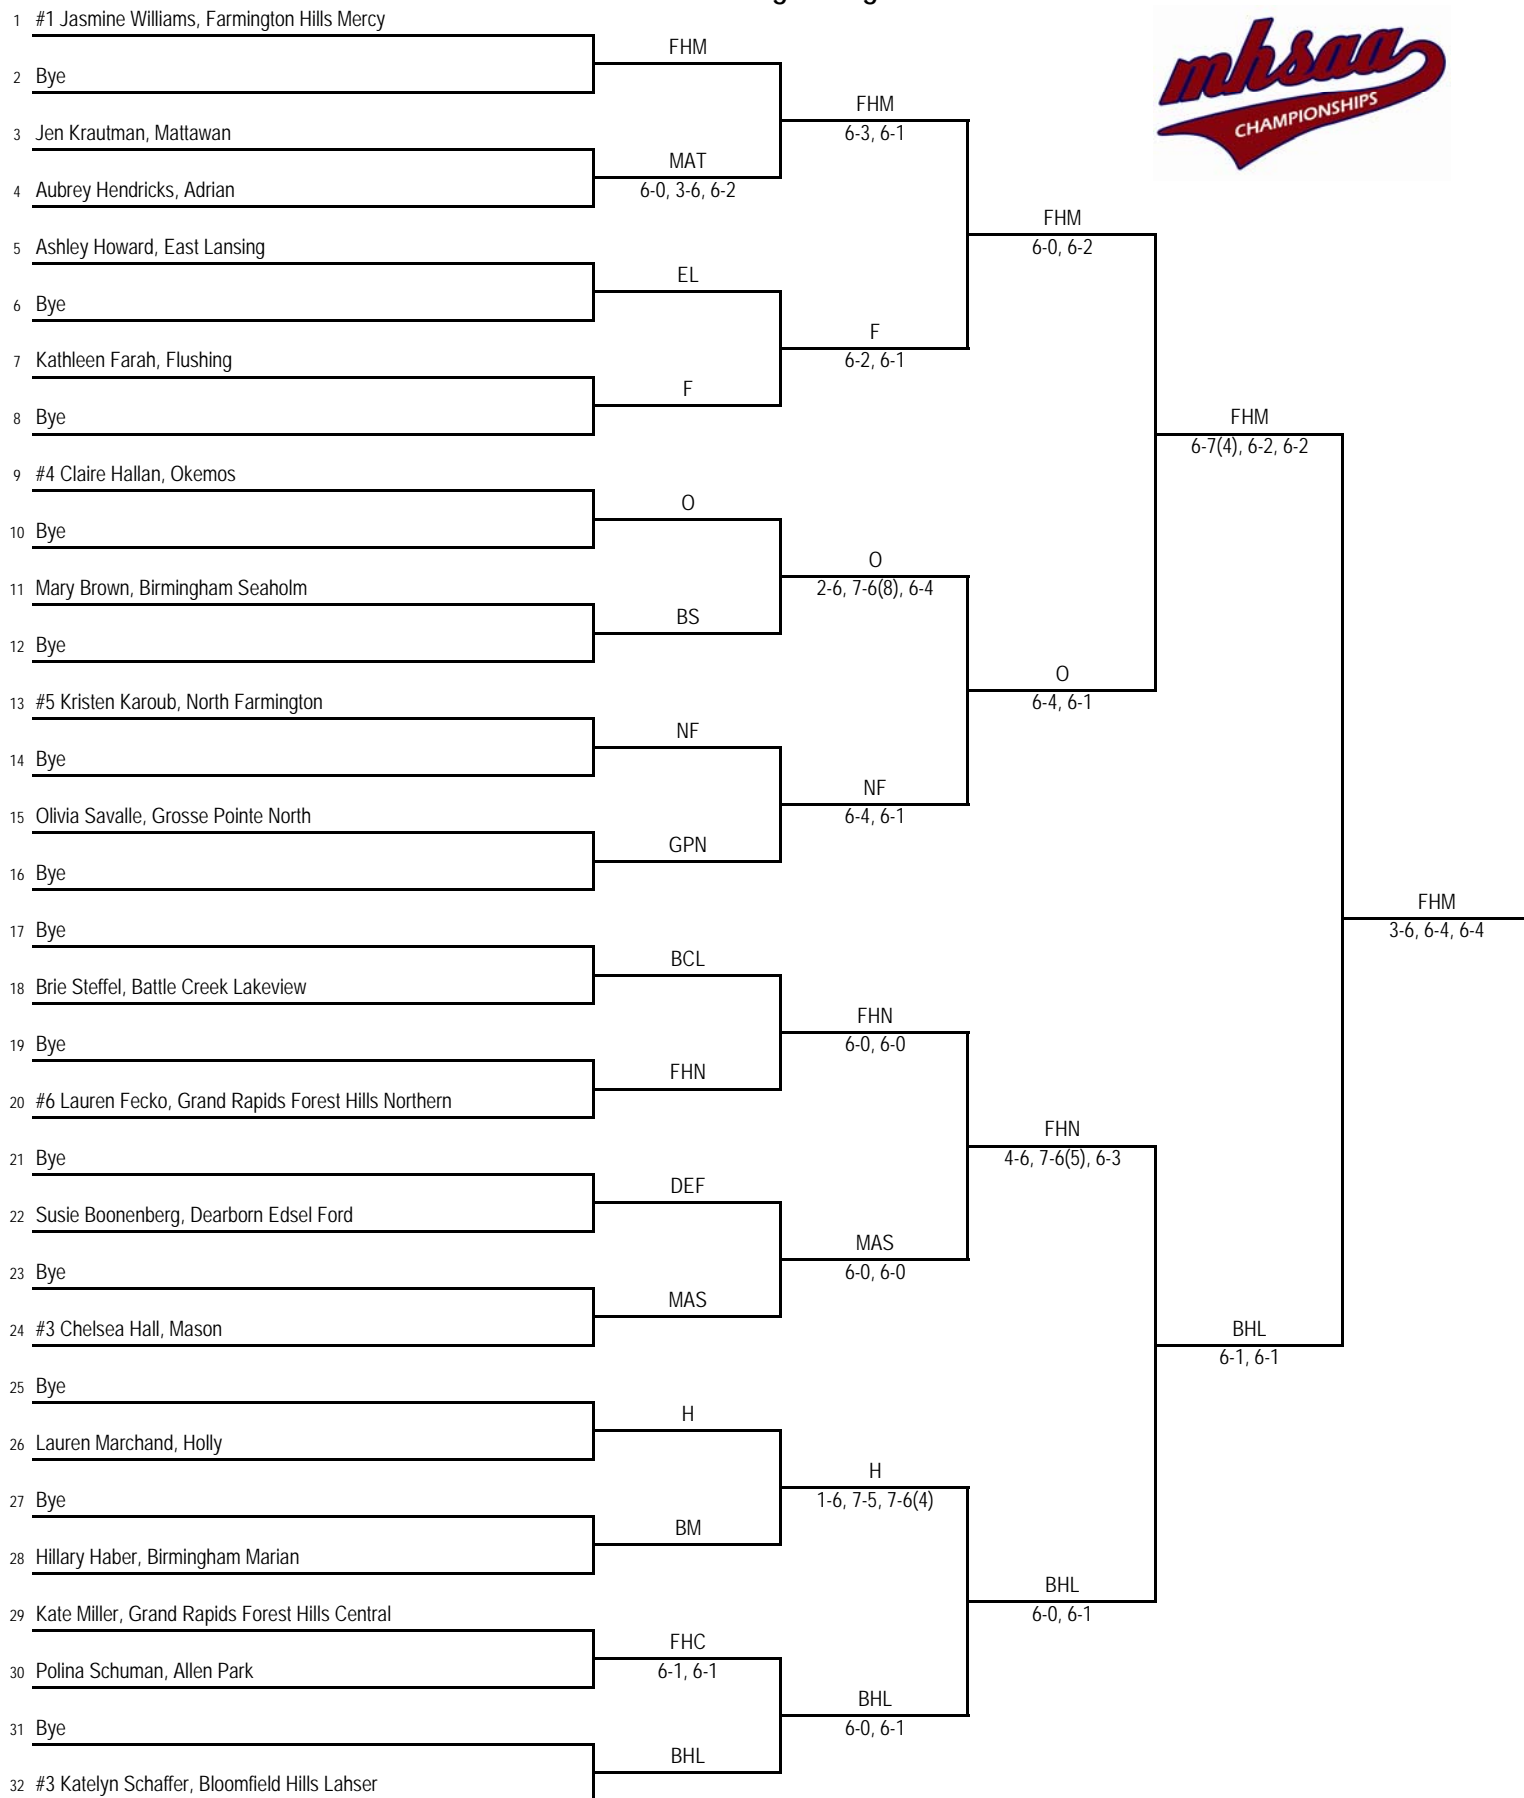 mhsaa
CHAMPIONSHIPS
1 #1 Jasmine Williams, Farmington Hills Mercy
FHM
2 Bye
FHM
6-3, 6-1
3 Jen Krautman, Mattawan
MAT
6-0, 3-6, 6-2
4 Aubrey Hendricks, Adrian
FHM
6-0, 6-2
5 Ashley Howard, East Lansing
EL
6 Bye
F
6-2, 6-1
7 Kathleen Farah, Flushing
F
8 Bye
FHM
6-7(4), 6-2, 6-2
9 #4 Claire Hallan, Okemos
O
10 Bye
O
2-6, 7-6(8), 6-4
11 Mary Brown, Birmingham Seaholm
BS
12 Bye
O
6-4, 6-1
13 #5 Kristen Karoub, North Farmington
NF
14 Bye
NF
6-4, 6-1
15 Olivia Savalle, Grosse Pointe North
GPN
16 Bye
FHM
3-6, 6-4, 6-4
17 Bye
BCL
18 Brie Steffel, Battle Creek Lakeview
FHN
6-0, 6-0
19 Bye
FHN
20 #6 Lauren Fecko, Grand Rapids Forest Hills Northern
FHN
4-6, 7-6(5), 6-3
21 Bye
DEF
22 Susie Boonenberg, Dearborn Edsel Ford
MAS
6-0, 6-0
23 Bye
MAS
24 #3 Chelsea Hall, Mason
BHL
6-1, 6-1
25 Bye
H
26 Lauren Marchand, Holly
H
1-6, 7-5, 7-6(4)
27 Bye
BM
28 Hillary Haber, Birmingham Marian
BHL
6-0, 6-1
29 Kate Miller, Grand Rapids Forest Hills Central
FHC
6-1, 6-1
30 Polina Schuman, Allen Park
BHL
6-0, 6-1
31 Bye
BHL
32 #3 Katelyn Schaffer, Bloomfield Hills Lahser